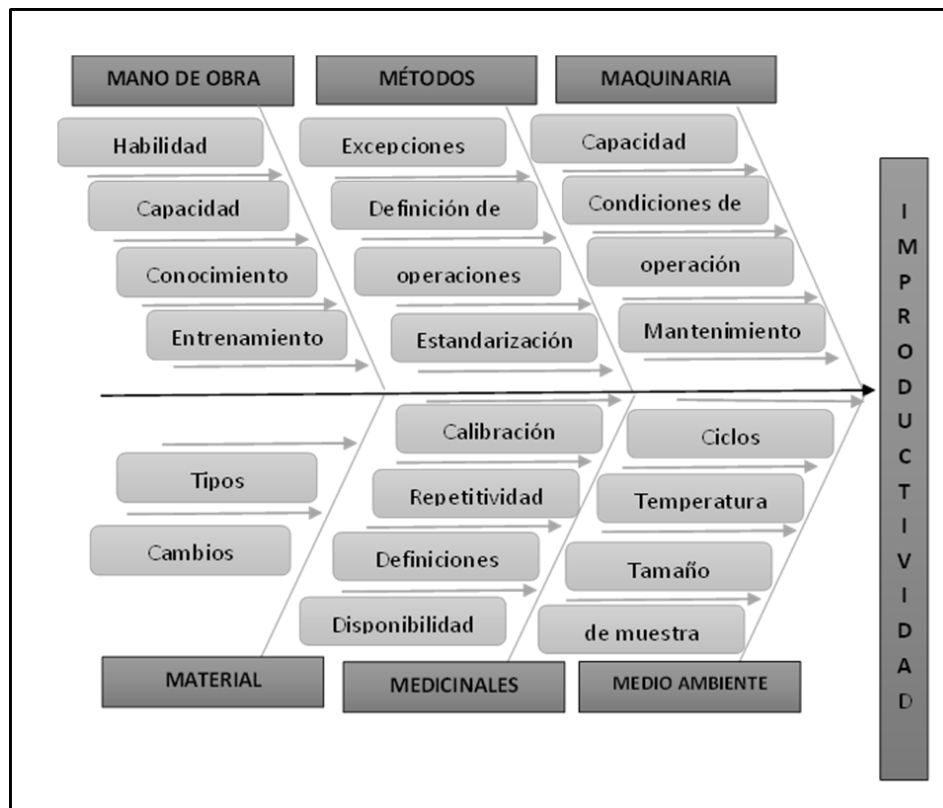 MANO DE OBRA
MÉTODOS
MAQUINARIA
Habilidad
Capacidad
Conocimiento
Entrenamiento
Excepciones
Definición de
operaciones
Estandarización
Capacidad
Condiciones de
operación
Mantenimiento
IMPRODUCTIVIDAD
Tipos
Cambios
Calibración
Repetitividad
Definiciones
Disponibilidad
Ciclos
Temperatura
Tamaño
de muestra
MATERIAL
MEDICINALES
MEDIO AMBIENTE